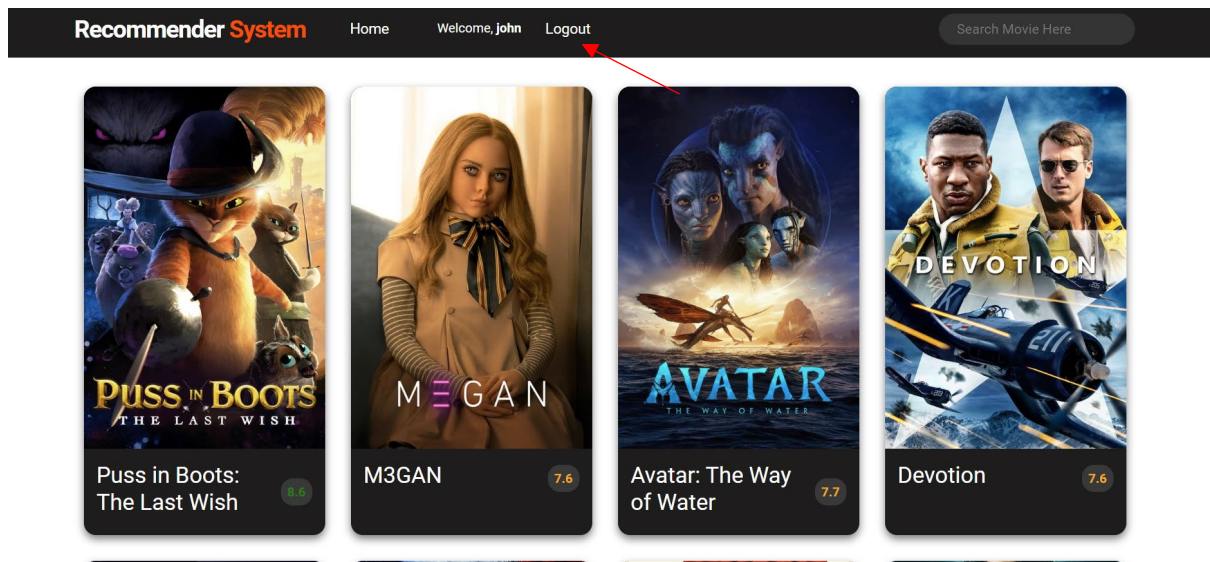 Recommender System Home Welcome, john Logout Search Movie Here
PUSS IN BOOTS
THE LAST WISH
M3GAN
AVATAR
THE WAY OF WATER
DEVOTION
211
Puss in Boots:
The Last Wish
8.6
M3GAN
7.6
Avatar: The Way
of Water
7.7
Devotion
7.6